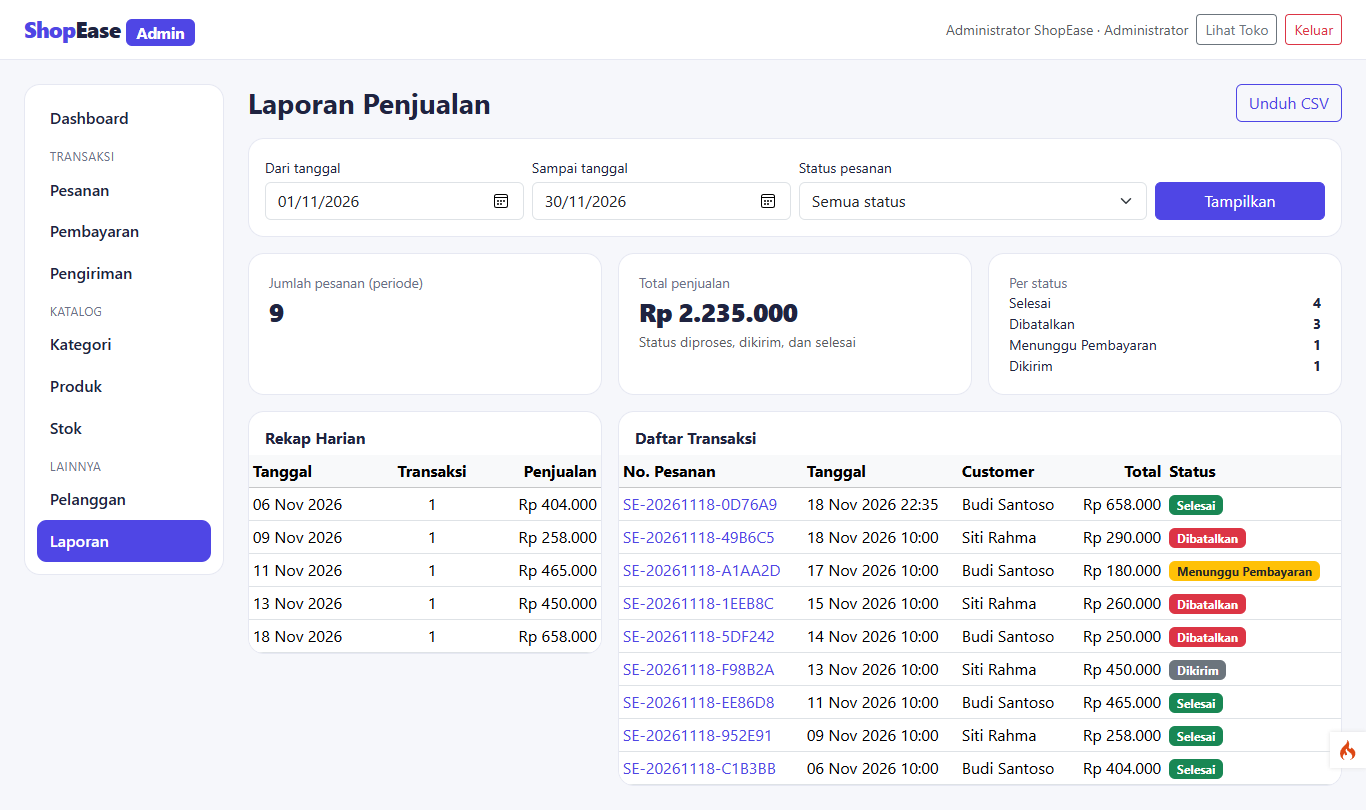 ShopEase Admin
Administrator ShopEase · Administrator
Lihat Toko
Keluar
Dashboard
TRANSAKSI
Pesanan
Pembayaran
Pengiriman
KATALOG
Kategori
Produk
Stok
LAINNYA
Pelanggan
Laporan
Laporan Penjualan
Unduh CSV
Dari tanggal
01/11/2026
Sampai tanggal
30/11/2026
Status pesanan
Semua status
Tampilkan
Jumlah pesanan (periode)
9
Total penjualan
Rp 2.235.000
Status diproses, dikirim, dan selesai
Per status
Selesai 4
Dibatalkan 3
Menunggu Pembayaran 1
Dikirim 1
Rekap Harian
Tanggal Transaksi Penjualan
06 Nov 2026 1 Rp 404.000
09 Nov 2026 1 Rp 258.000
11 Nov 2026 1 Rp 465.000
13 Nov 2026 1 Rp 450.000
18 Nov 2026 1 Rp 658.000
Daftar Transaksi
No. Pesanan Tanggal Customer Total Status
SE-20261118-0D76A9 18 Nov 2026 22:35 Budi Santoso Rp 658.000 Selesai
SE-20261118-49B6C5 18 Nov 2026 10:00 Siti Rahma Rp 290.000 Dibatalkan
SE-20261118-A1AA2D 17 Nov 2026 10:00 Budi Santoso Rp 180.000 Menunggu Pembayaran
SE-20261118-1EEB8C 15 Nov 2026 10:00 Siti Rahma Rp 260.000 Dibatalkan
SE-20261118-5DF242 14 Nov 2026 10:00 Budi Santoso Rp 250.000 Dibatalkan
SE-20261118-F98B2A 13 Nov 2026 10:00 Siti Rahma Rp 450.000 Dikirim
SE-20261118-EE86D8 11 Nov 2026 10:00 Budi Santoso Rp 465.000 Selesai
SE-20261118-952E91 09 Nov 2026 10:00 Siti Rahma Rp 258.000 Selesai
SE-20261118-C1B3BB 06 Nov 2026 10:00 Budi Santoso Rp 404.000 Selesai